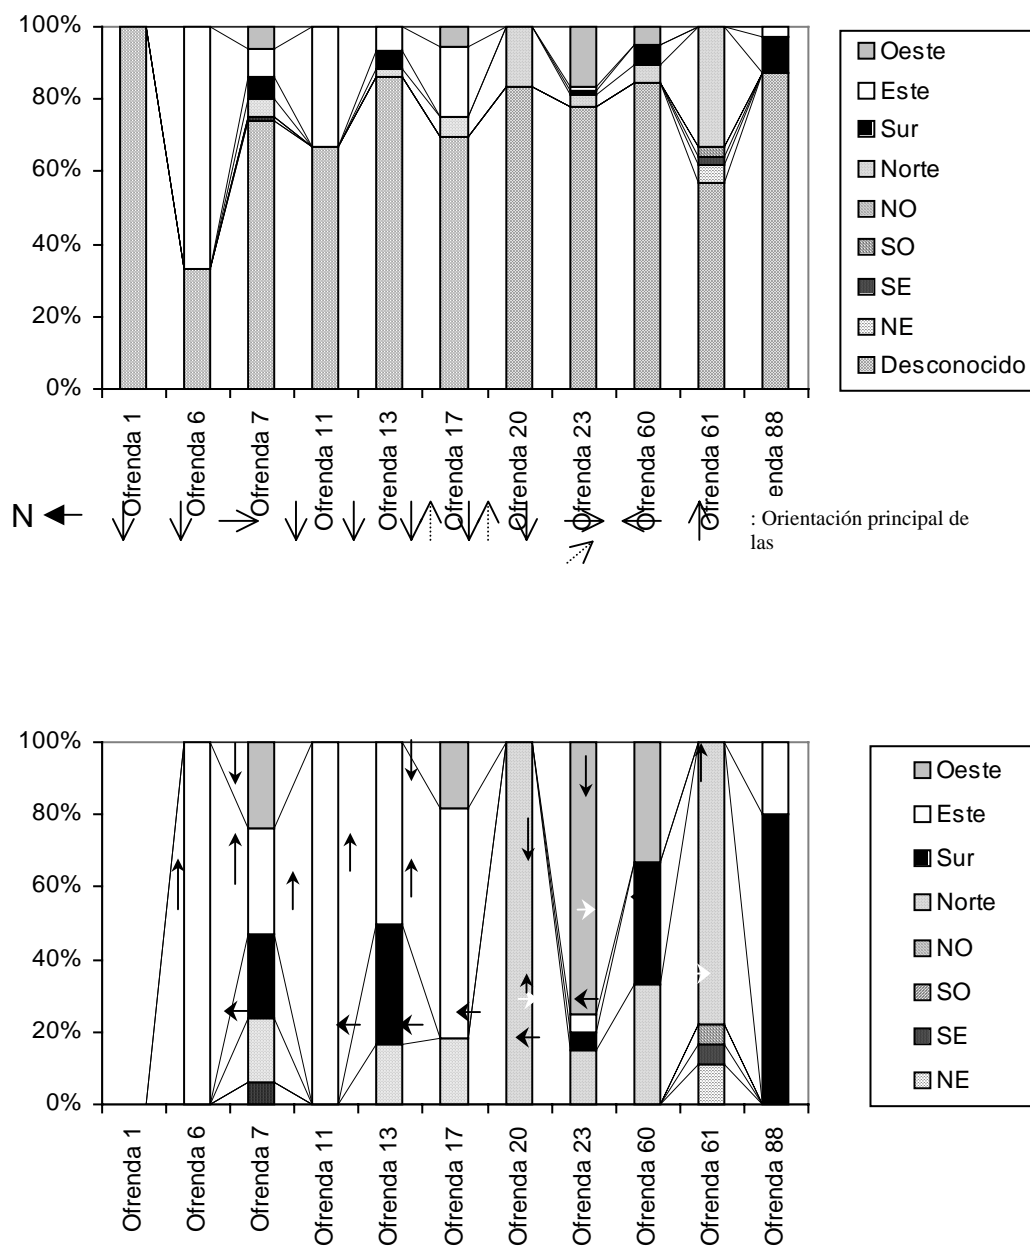 100%
80%
60%
40%
20%
0%
Ofrenda 1
Ofrenda 6
Ofrenda 7
Ofrenda 11
Ofrenda 13
Ofrenda 17
Ofrenda 20
Ofrenda 23
Ofrenda 60
Ofrenda 61
enda 88
Oeste
Este
Sur
Norte
NO
SO
SE
NE
Desconocido
N
: Orientación principal de
las
100%
80%
60%
40%
20%
0%
Ofrenda 1
Ofrenda 6
Ofrenda 7
Ofrenda 11
Ofrenda 13
Ofrenda 17
Ofrenda 20
Ofrenda 23
Ofrenda 60
Ofrenda 61
Ofrenda 88
Oeste
Este
Sur
Norte
NO
SO
SE
NE